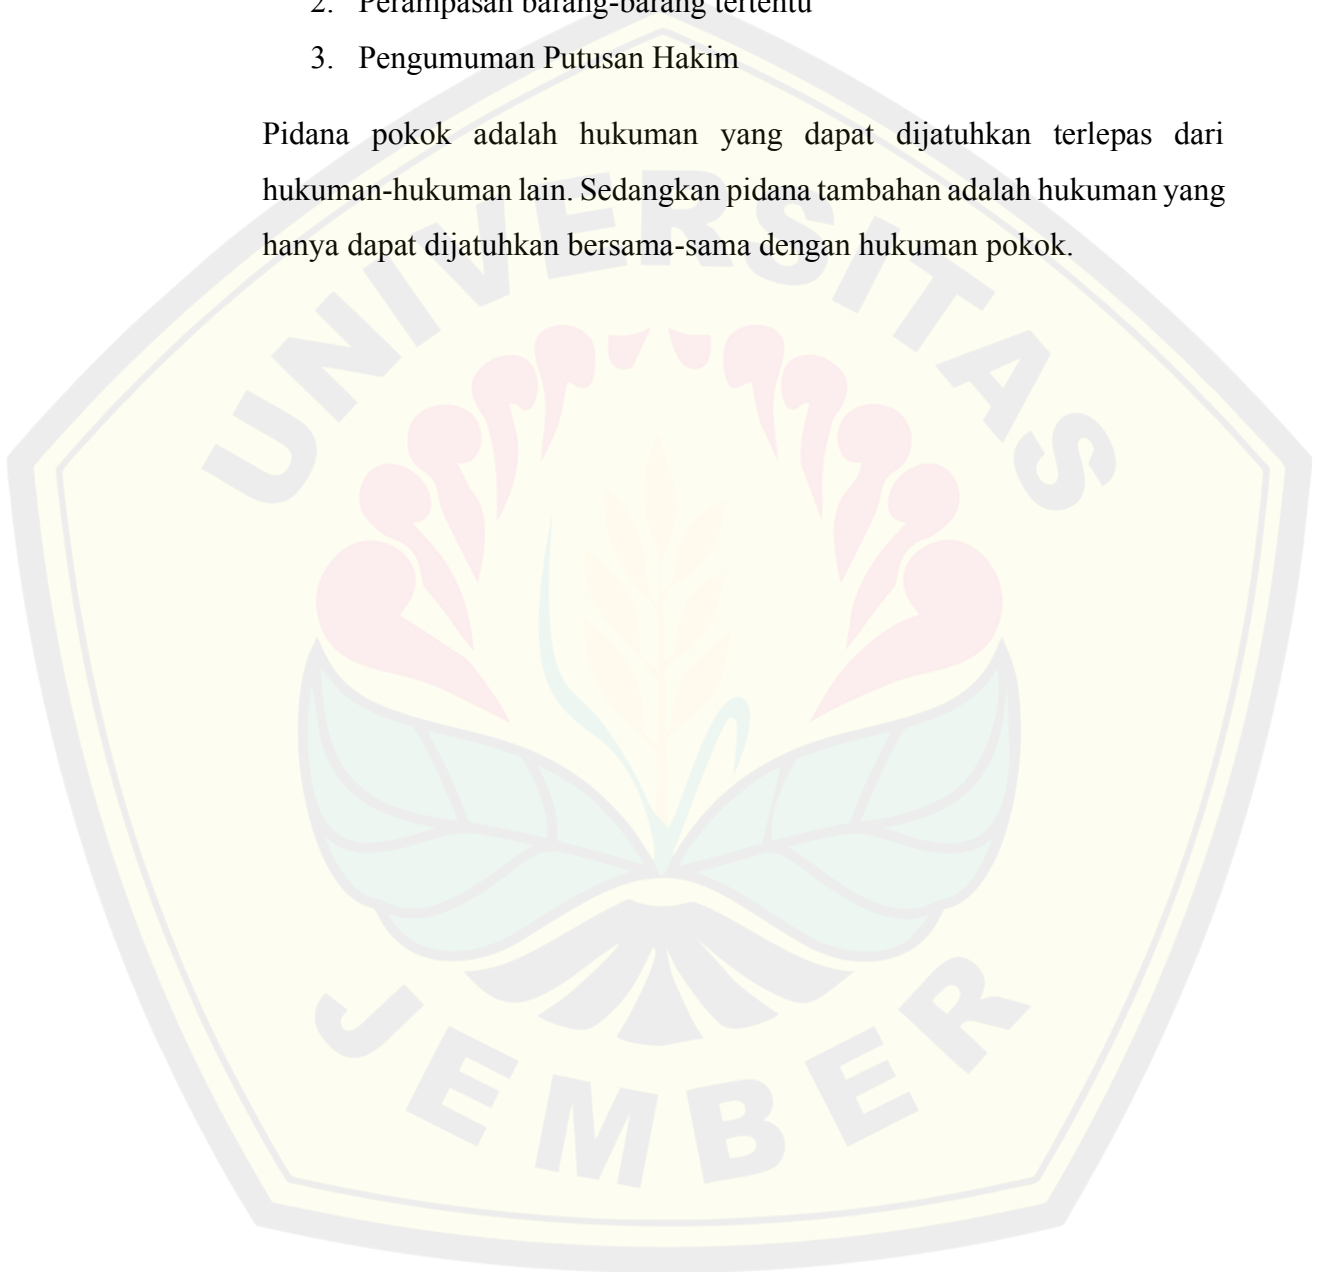 2. Perampasan barang-barang tertentu
3. Pengumuman Putusan Hakim
Pidana pokok adalah hukuman yang dapat dijatuhkan terlepas dari
hukuman-hukuman lain. Sedangkan pidana tambahan adalah hukuman yang
hanya dapat dijatuhkan bersama-sama dengan hukuman pokok.
UNIVERSITAS
JEMBER